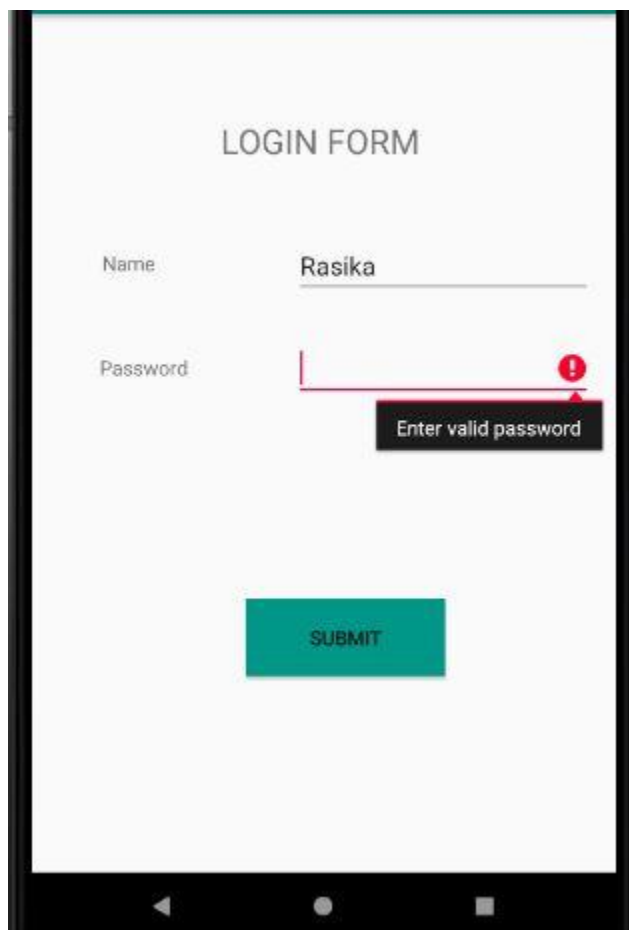 LOGIN FORM
Name Rasika
Password
Enter valid password
SUBMIT